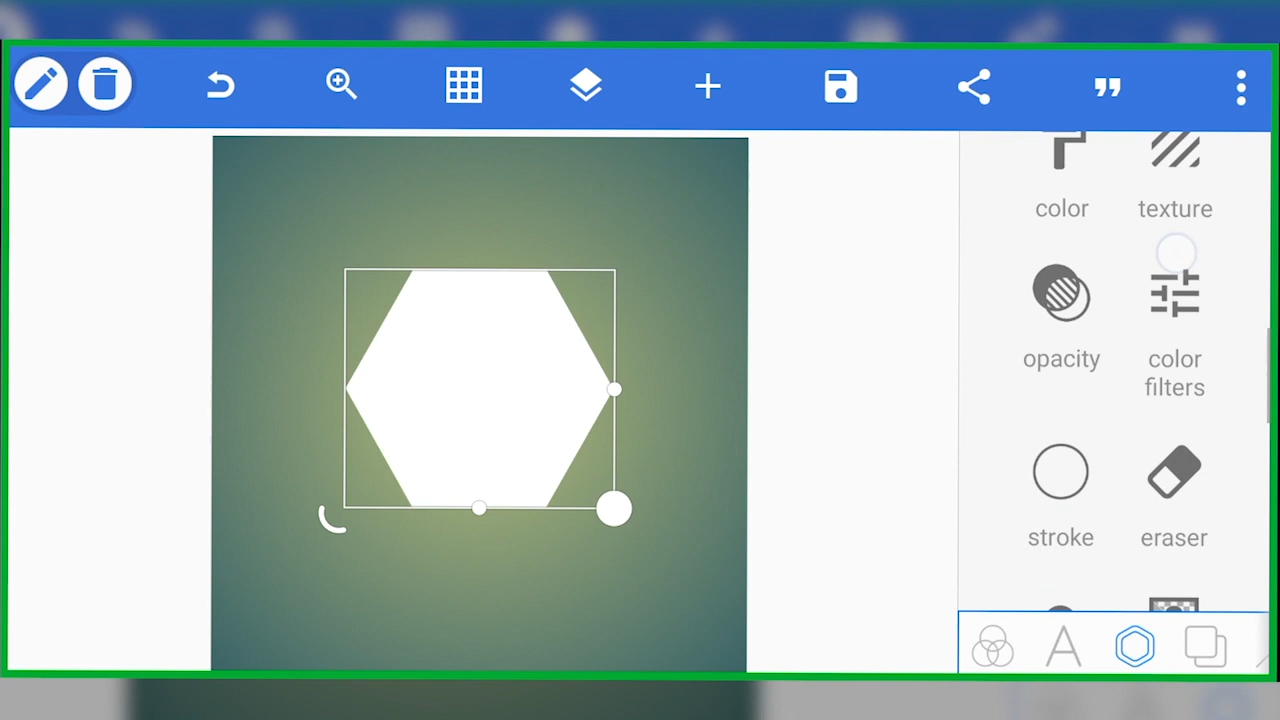 color
texture
opacity
color
filters
stroke
eraser